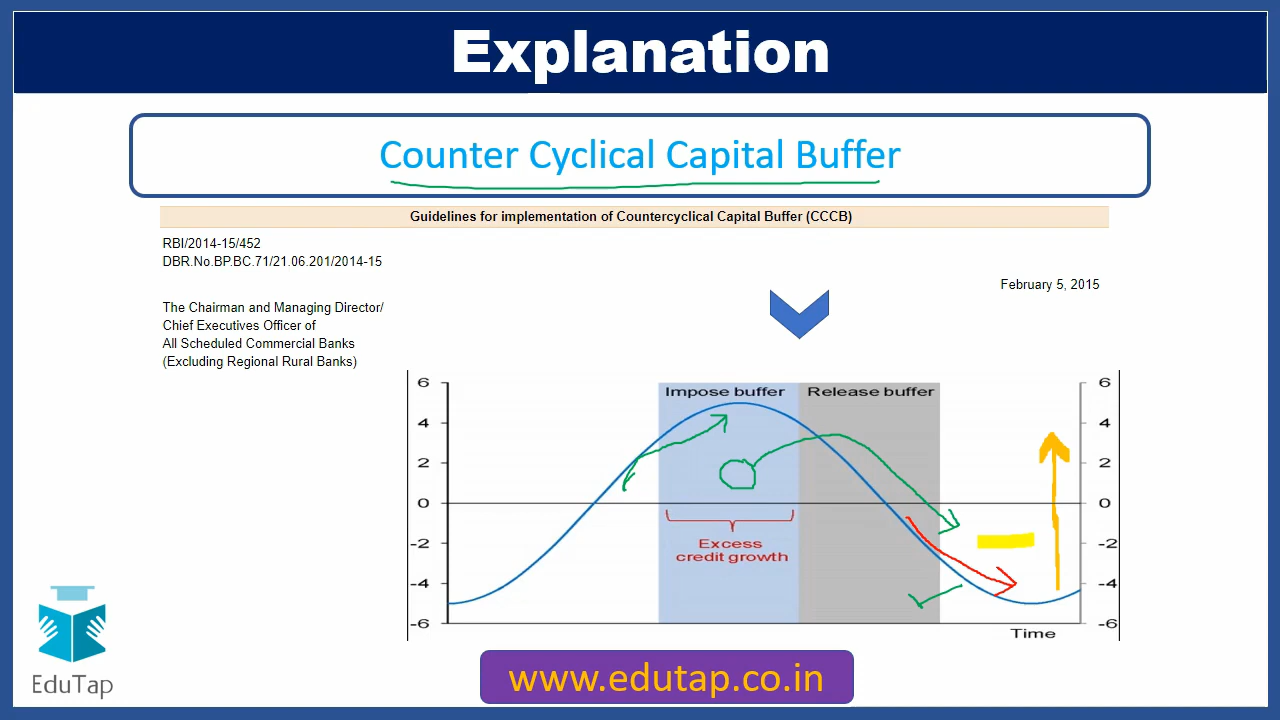 Explanation
Counter Cyclical Capital Buffer
Guidelines for implementation of Countercyclical Capital Buffer (CCCB)
RBI/2014-15/452
DBR.No.BP.BC.71/21.06.201/2014-15
February 5, 2015
The Chairman and Managing Director/
Chief Executives Officer of
All Scheduled Commercial Banks
(Excluding Regional Rural Banks)
6 Impose buffer Release buffer 6
4 4
2 2
0 0
-2 -2
Excess
credit growth
-4 -4
-6 -6
Time
EduTap
www.edutap.co.in